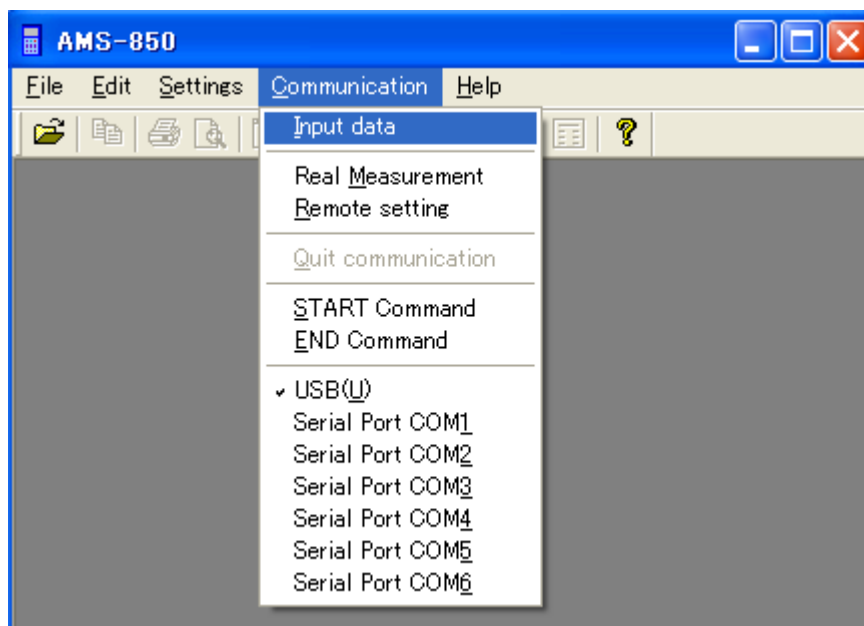 AMS-850
File Edit Settings Communication Help
Input data
Real Measurement
Remote setting
Quit communication
START Command
END Command
USB(U)
Serial Port COM1
Serial Port COM2
Serial Port COM3
Serial Port COM4
Serial Port COM5
Serial Port COM6